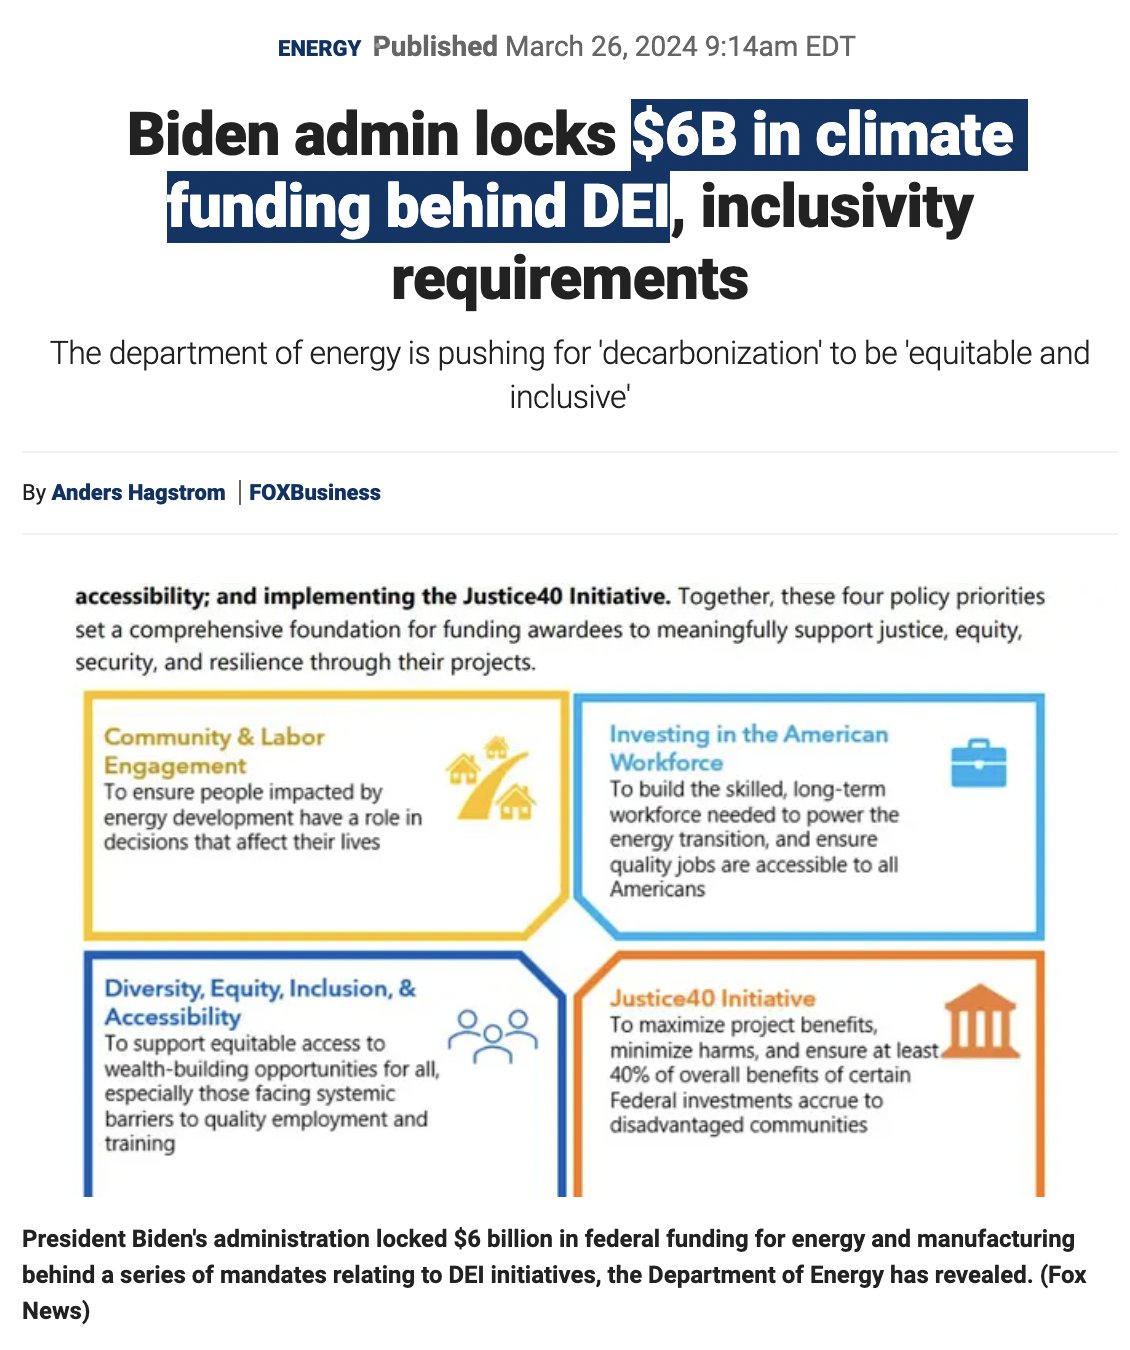 ENERGY Published March 26, 2024 9:14am EDT
Biden admin locks $6B in climate
funding behind DEI, inclusivity
requirements
The department of energy is pushing for 'decarbonization' to be 'equitable and
inclusive'
By Anders Hagstrom | FOXBusiness
accessibility; and implementing the Justice40 Initiative. Together, these four policy priorities
set a comprehensive foundation for funding awardees to meaningfully support justice, equity,
security, and resilience through their projects.
Community & Labor
Engagement
To ensure people impacted by
energy development have a role in
decisions that affect their lives
Investing in the American
Workforce
To build the skilled, long-term
workforce needed to power the
energy transition, and ensure
quality jobs are accessible to all
Americans
Diversity, Equity, Inclusion, &
Accessibility
To support equitable access to
wealth-building opportunities for all,
especially those facing systemic
barriers to quality employment and
training
Justice40 Initiative
To maximize project benefits,
minimize harms, and ensure at least
40% of overall benefits of certain
Federal investments accrue to
disadvantaged communities
President Biden's administration locked $6 billion in federal funding for energy and manufacturing
behind a series of mandates relating to DEI initiatives, the Department of Energy has revealed. (Fox
News)